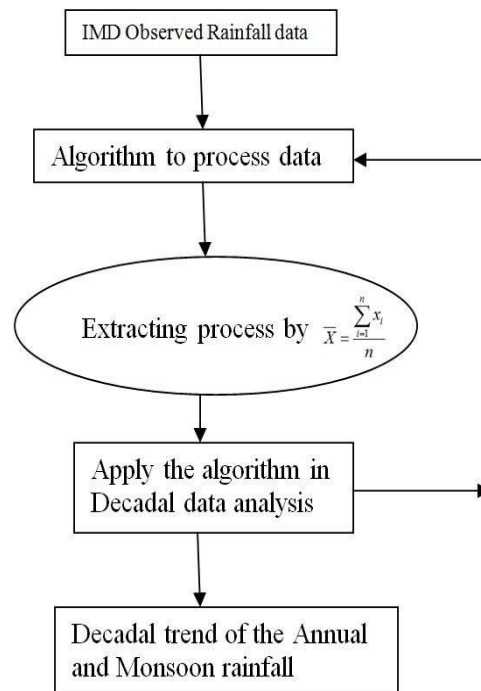 IMD Observed Rainfall data
Algorithm to process data
Extracting process by X̄ = ∑ᵢ₌₁ⁿ xᵢ / n
Apply the algorithm in
Decadal data analysis
Decadal trend of the Annual
and Monsoon rainfall